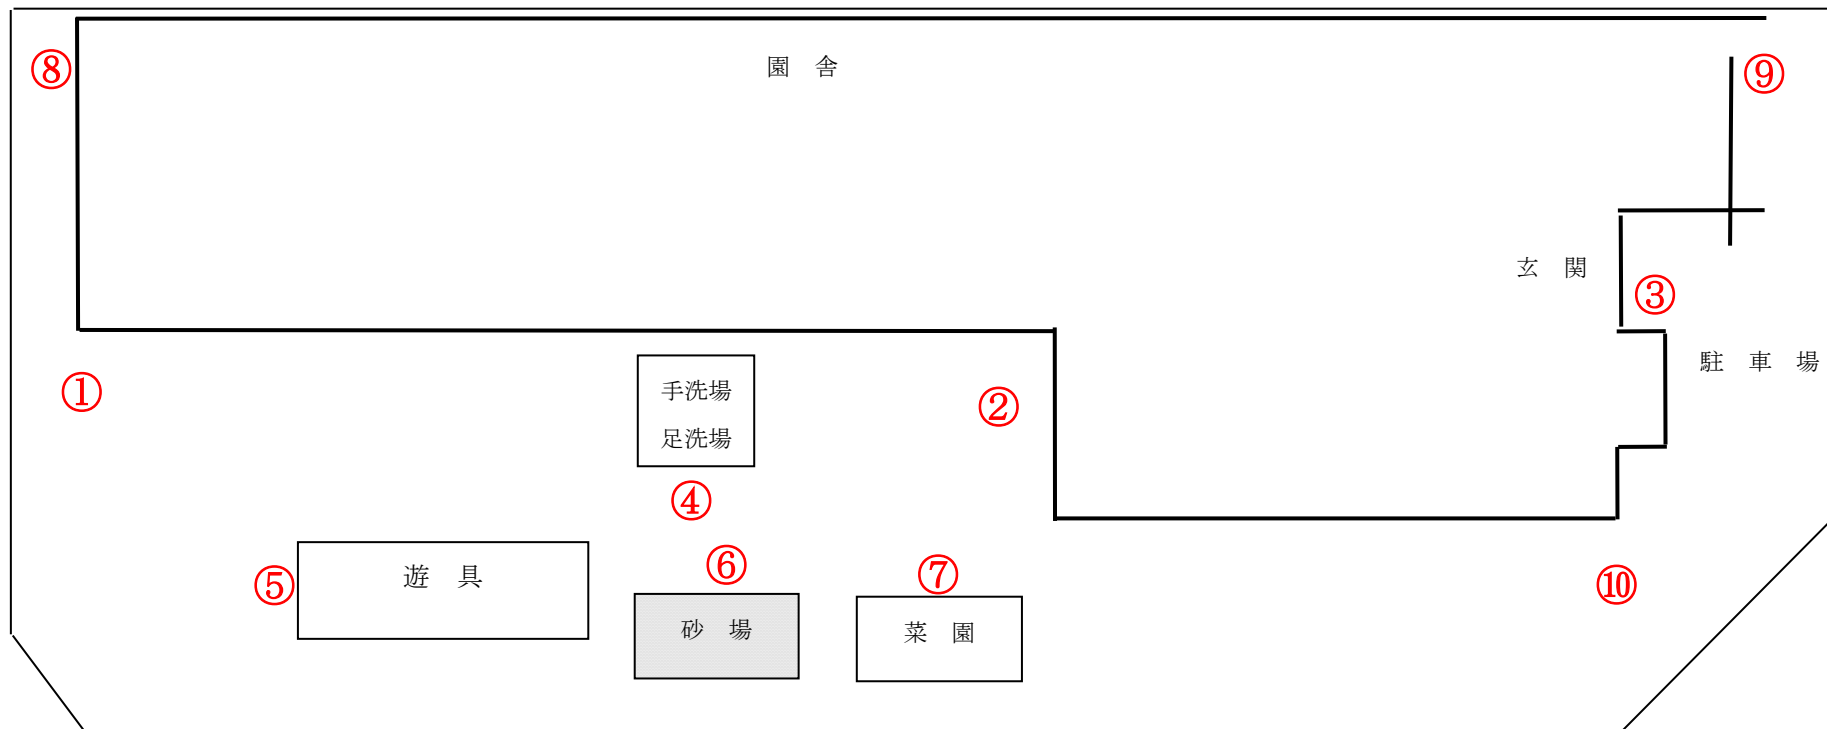 ⑧
園 舎
⑨
玄 関
③
駐 車 場
①
手洗場
足洗場
②
④
⑤
遊 具
⑥
⑦
⑩
砂 場
菜 園